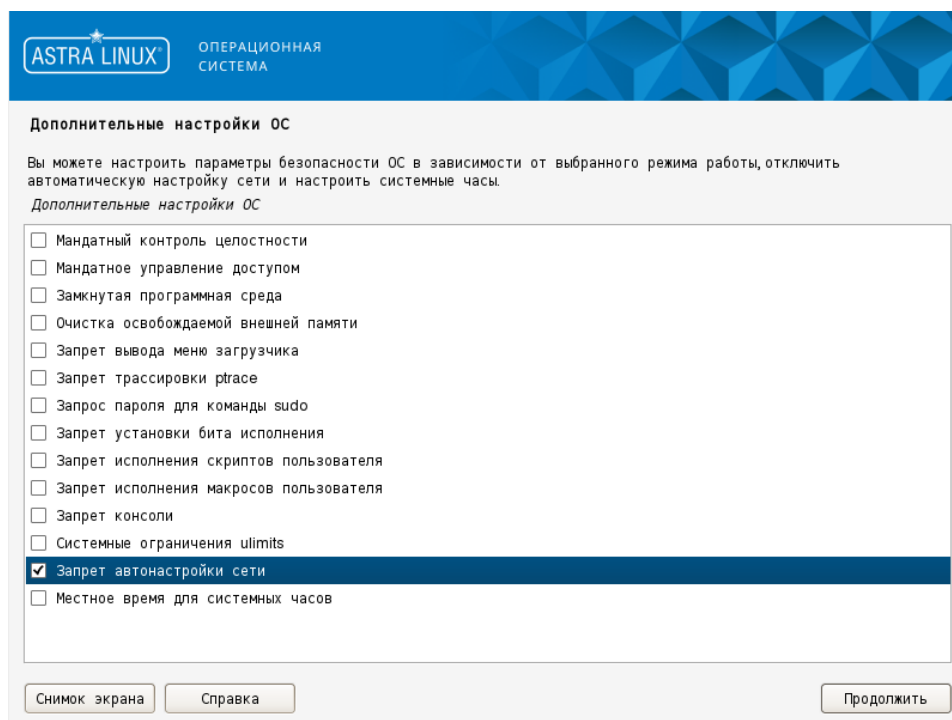 ASTRA LINUX®
ОПЕРАЦИОННАЯ
СИСТЕМА
Дополнительные настройки ОС
Вы можете настроить параметры безопасности ОС в зависимости от выбранного режима работы, отключить
автоматическую настройку сети и настроить системные часы.
Дополнительные настройки ОС
Мандатный контроль целостности
Мандатное управление доступом
Замкнутая программная среда
Очистка освобождаемой внешней памяти
Запрет вывода меню загрузчика
Запрет трассировки ptrace
Запрос пароля для команды sudo
Запрет установки бита исполнения
Запрет исполнения скриптов пользователя
Запрет исполнения макросов пользователя
Запрет консоли
Системные ограничения ulimits
Запрет автонастройки сети
Местное время для системных часов
Снимок экрана Справка Продолжить